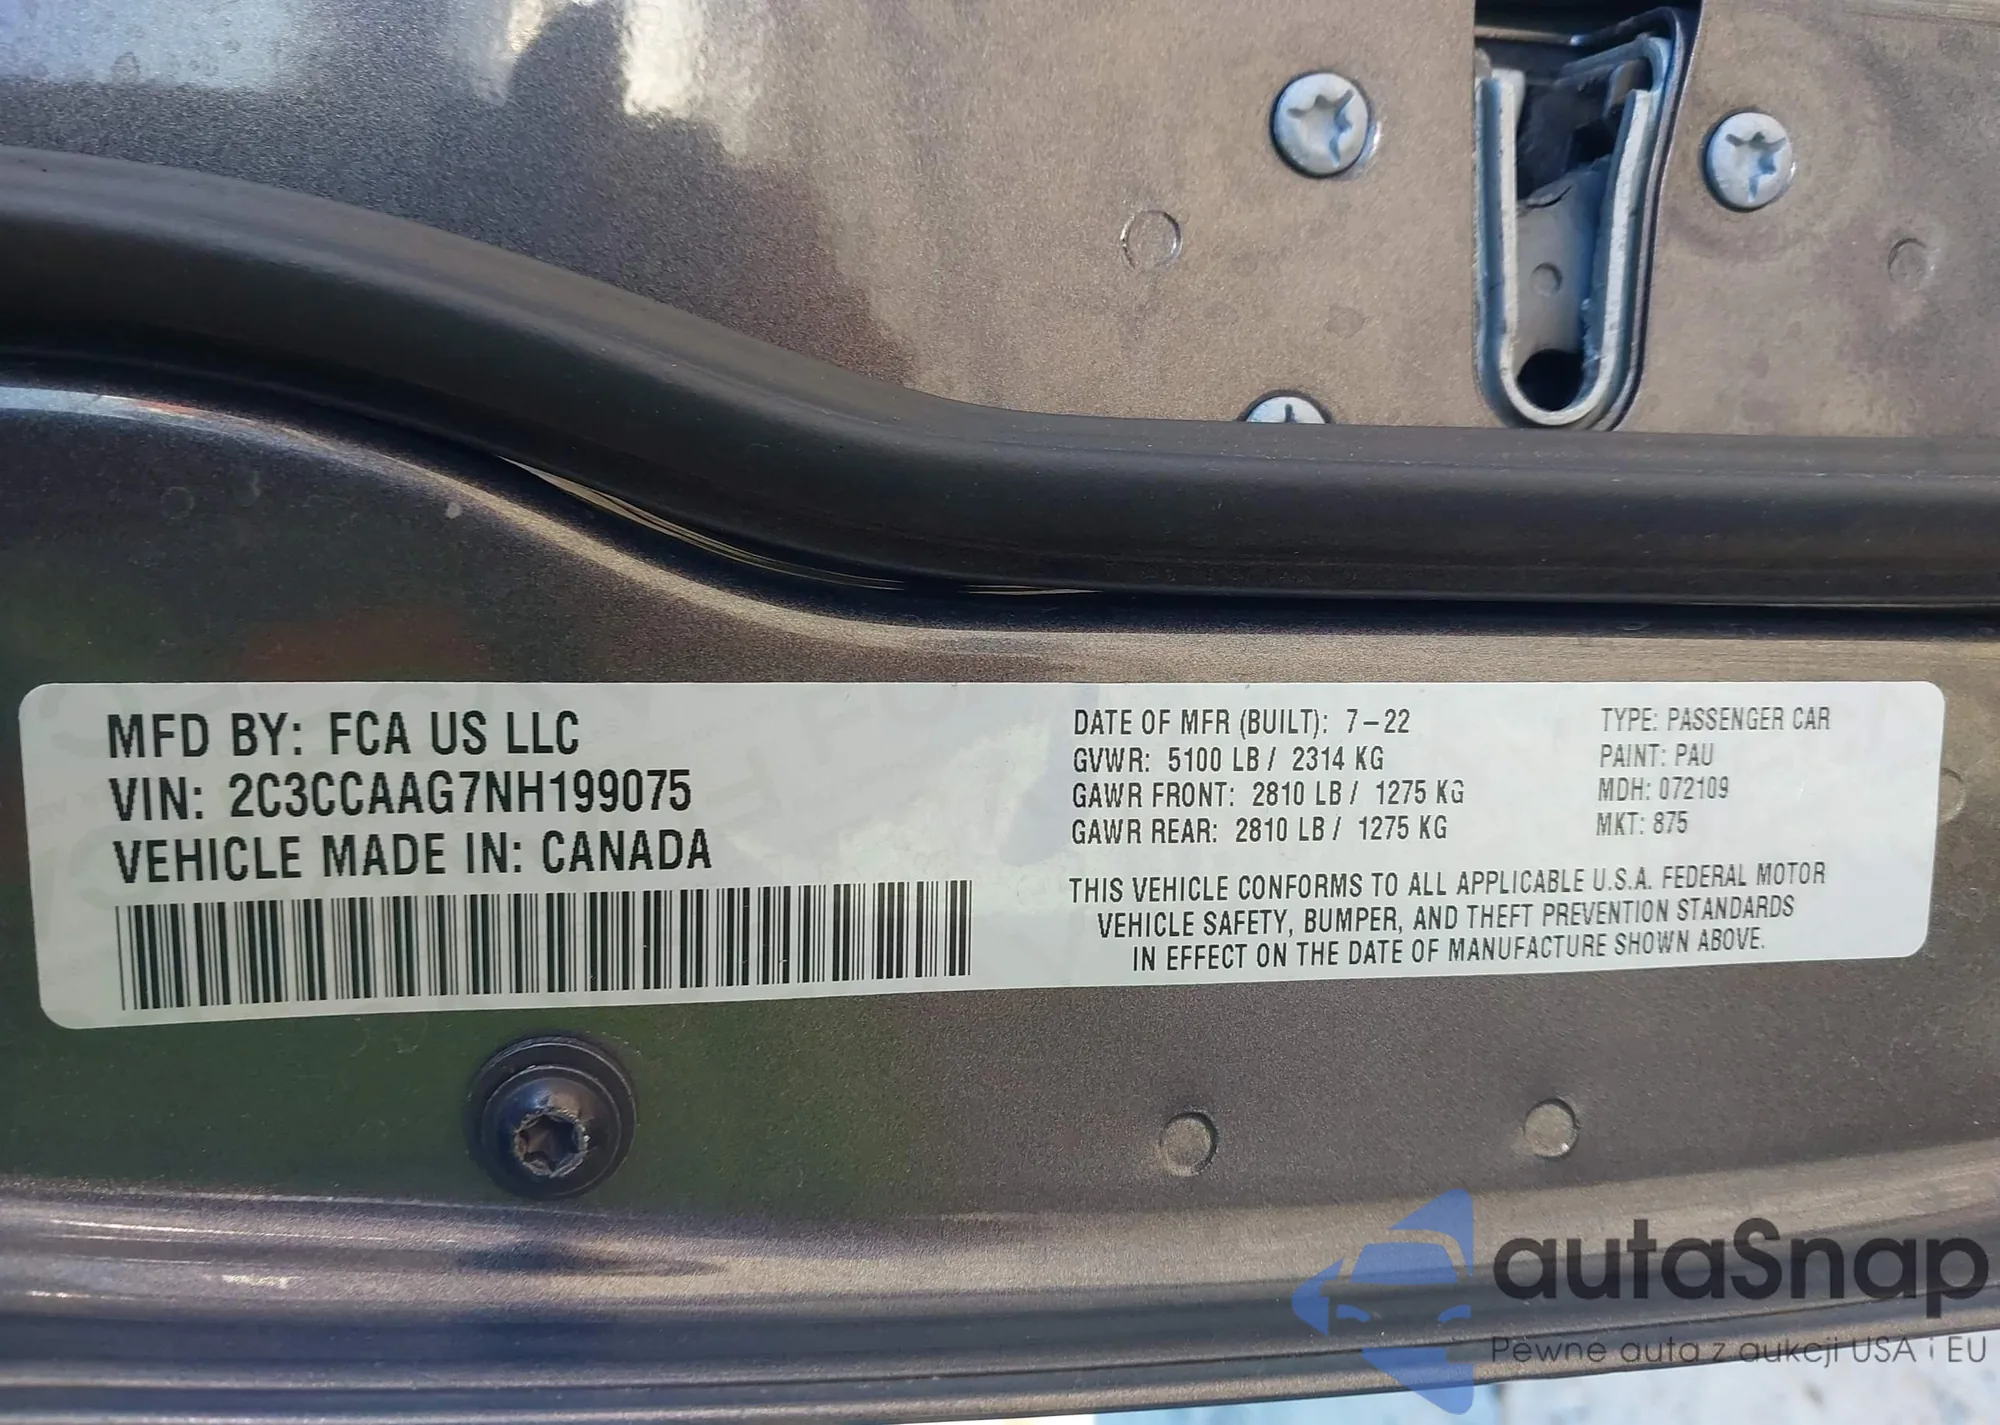 MFD BY: FCA US LLC
VIN: 2C3CCAAG7NH199075
VEHICLE MADE IN: CANADA
DATE OF MFR (BUILT): 7-22
GVWR: 5100 LB / 2314 KG
GAWR FRONT: 2810 LB / 1275 KG
GAWR REAR: 2810 LB / 1275 KG
TYPE: PASSENGER CAR
PAINT: PAU
MDH: 072109
MKT: 875
THIS VEHICLE CONFORMS TO ALL APPLICABLE U.S.A. FEDERAL MOTOR
VEHICLE SAFETY, BUMPER, AND THEFT PREVENTION STANDARDS
IN EFFECT ON THE DATE OF MANUFACTURE SHOWN ABOVE.
autaSnap
Pewne auta z aukcji USA i EU